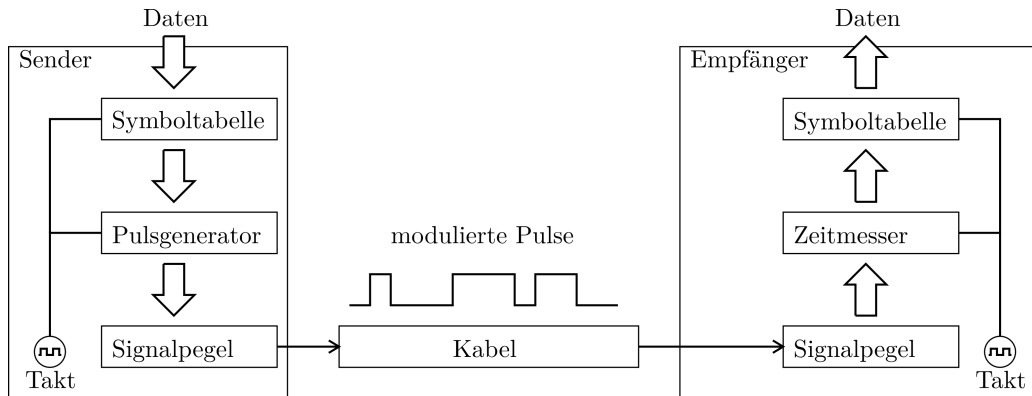 Daten
Sender
Symboltabelle
Pulsgenerator
Signalpegel
Takt
modulierte Pulse
Kabel
Daten
Empfänger
Symboltabelle
Zeitmesser
Signalpegel
Takt